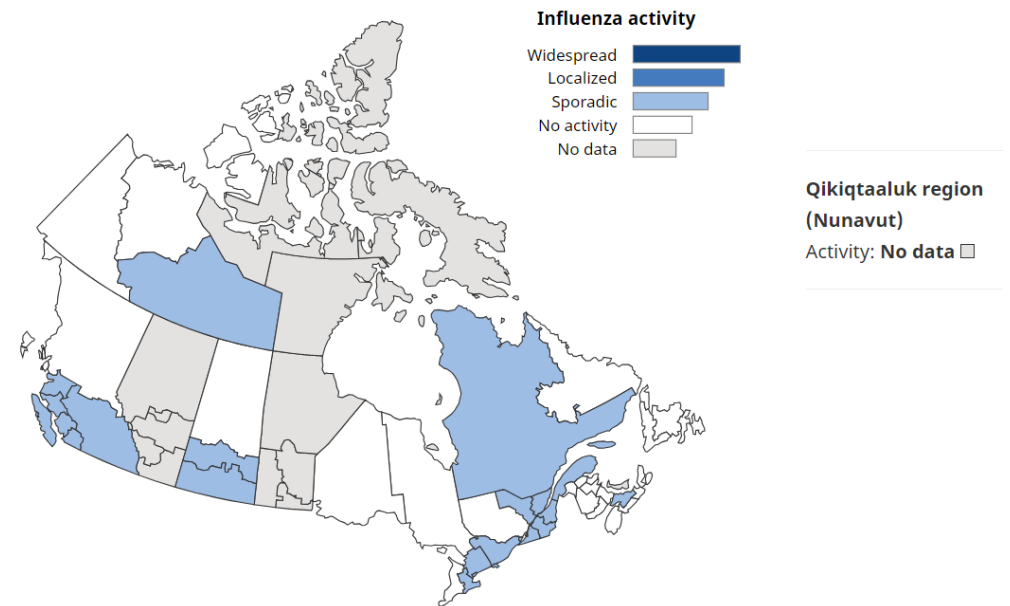 Influenza activity
Widespread
Localized
Sporadic
No activity
No data
Qikiqtaaluk region
(Nunavut)
Activity: No data